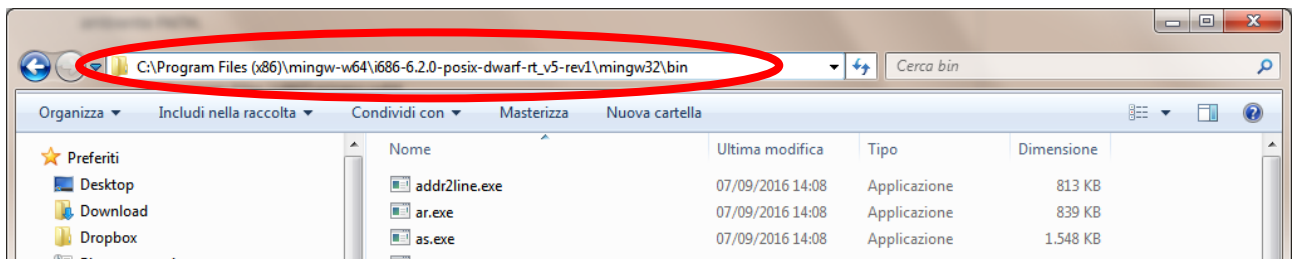 C:\Program Files (x86)\mingw-w64\i686-6.2.0-posix-dwarf-rt_v5-rev1\mingw32\bin
Cerca bin
Organizza
Includi nella raccolta
Condividi con
Masterizza
Nuova cartella
Preferiti
Desktop
Download
Dropbox
Nome Ultima modifica Tipo Dimensione
addr2line.exe 07/09/2016 14:08 Applicazione 813 KB
ar.exe 07/09/2016 14:08 Applicazione 839 KB
as.exe 07/09/2016 14:08 Applicazione 1.548 KB